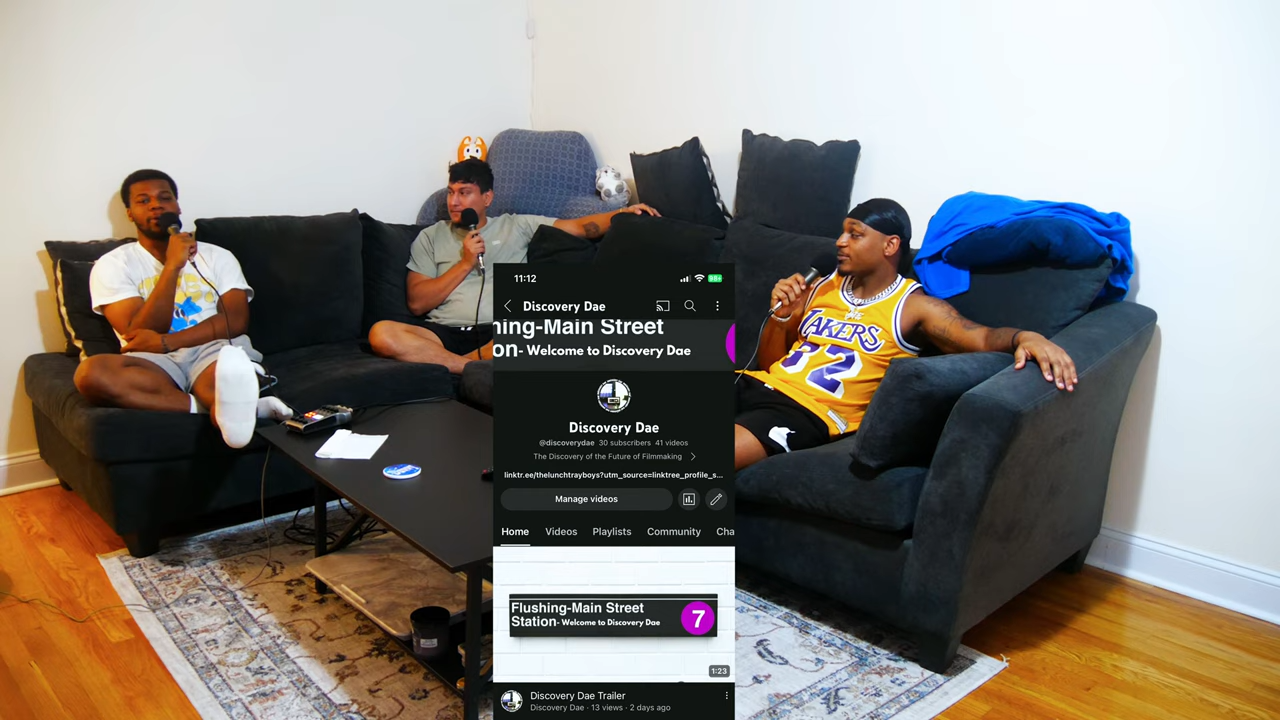 11:12
Discovery Dae
hing-Main Street
on- Welcome to Discovery Dae
Discovery Dae
@discoverydae 30 subscribers 41 videos
The Discovery of the Future of Filmmaking
linktr.ee/thelunchtrayboys?utm_source=linktree_profile_s...
Manage videos
Home Videos Playlists Community Cha
Flushing-Main Street
Station- Welcome to Discovery Dae
7
1:23
Discovery Dae Trailer
Discovery Dae · 13 views · 2 days ago
LAKERS
32